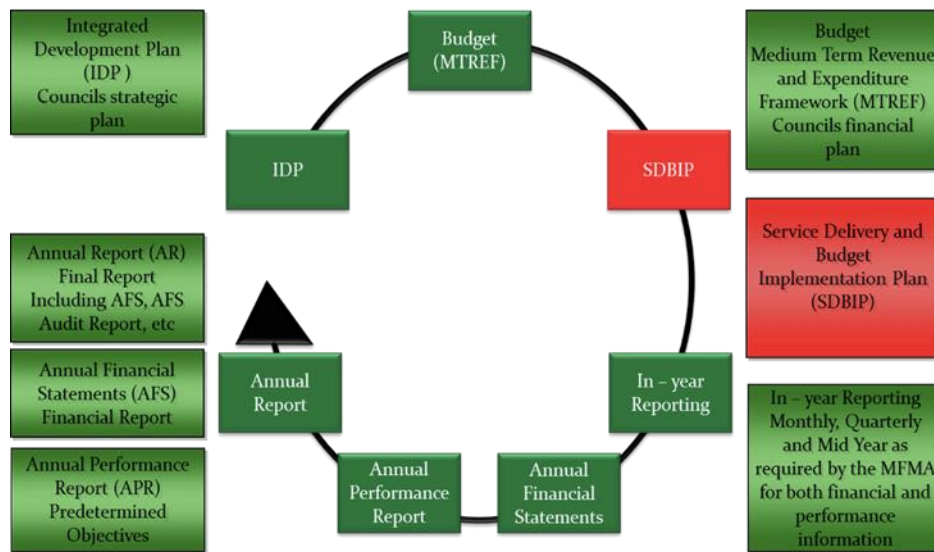 Integrated
Development Plan
(IDP )
Councils strategic
plan
Budget
(MTREF)
Budget
Medium Term Revenue
and Expenditure
Framework (MTREF)
Councils financial
plan
IDP
SDBIP
Service Delivery and
Budget
Implementation Plan
(SDBIP)
Annual Report (AR)
Final Report
Including AFS, AFS
Audit Report, etc
Annual Financial
Statements (AFS)
Financial Report
Annual
Report
In – year
Reporting
In – year Reporting
Monthly, Quarterly
and Mid Year as
required by the MFMA
for both financial and
performance
information
Annual Performance
Report (APR)
Predetermined
Objectives
Annual
Performance
Report
Annual
Financial
Statements